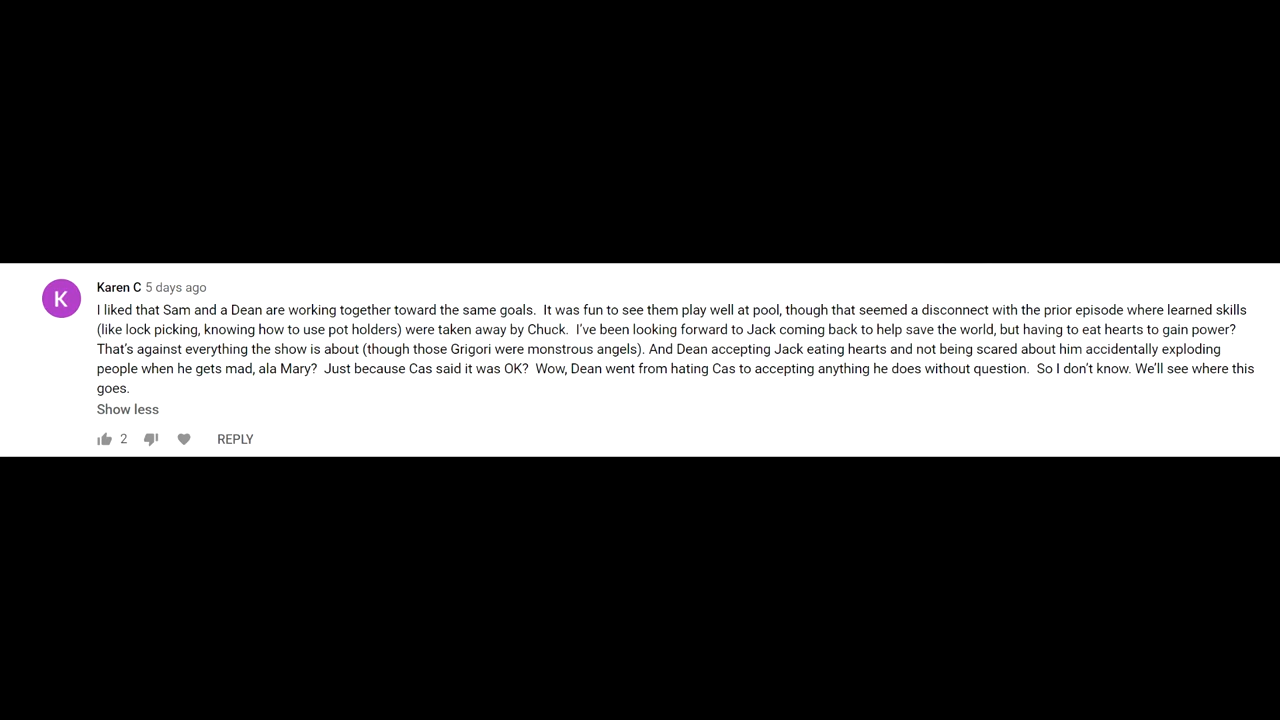 K
Karen C 5 days ago
I liked that Sam and a Dean are working together toward the same goals.  It was fun to see them play well at pool, though that seemed a disconnect with the prior episode where learned skills
(like lock picking, knowing how to use pot holders) were taken away by Chuck.  I've been looking forward to Jack coming back to help save the world, but having to eat hearts to gain power?
That's against everything the show is about (though those Grigori were monstrous angels). And Dean accepting Jack eating hearts and not being scared about him accidentally exploding
people when he gets mad, ala Mary?  Just because Cas said it was OK?  Wow, Dean went from hating Cas to accepting anything he does without question.  So I don't know. We'll see where this
goes.
Show less
2 REPLY